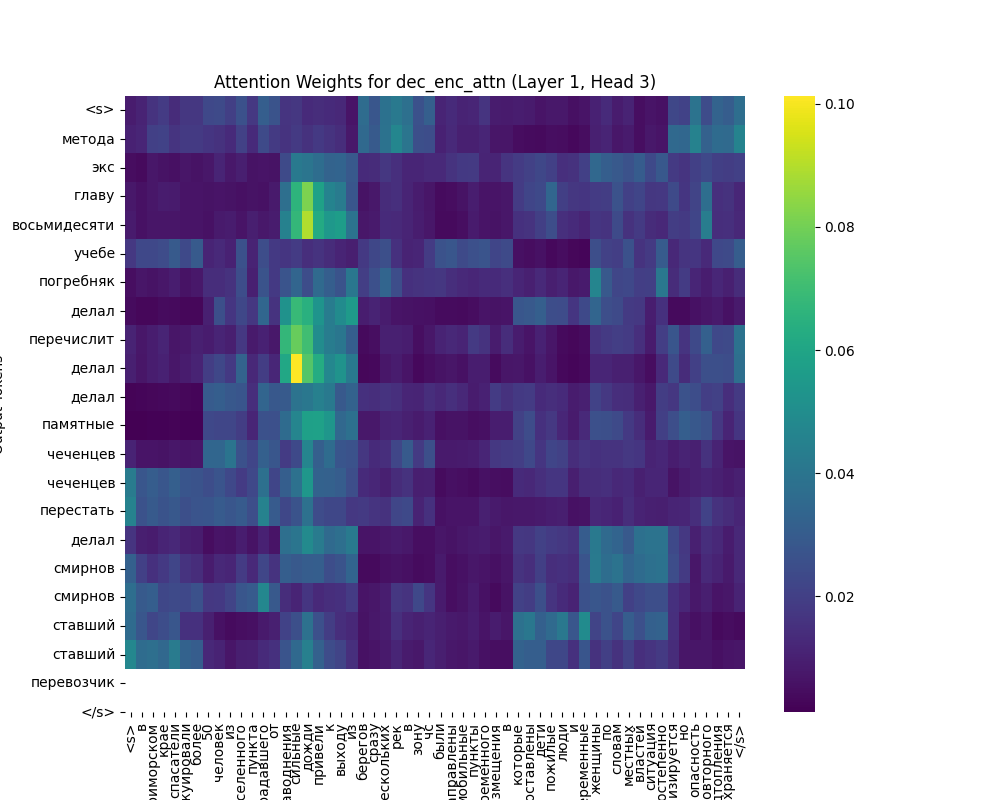 Attention Weights for dec_enc_attn (Layer 1, Head 3)
<s>
метода
экс
главу
восьмидесяти
учебе
погребняк
делал
перечислит
делал
делал
памятные
чеченцев
чеченцев
перестать
делал
смирнов
смирнов
ставший
ставший
перевозчик
</s>
0.10
0.08
0.06
0.04
0.02
<s>
в
крае
спасатели
более
50
человек
из
пункта
от
сильные
дожди
привели
к
выходу
из
берегов
сразу
рек
в
зону
чс
были
пункты
в
которые
дети
пожилые
люди
и
женщины
по
словам
местных
властей
ситуация
но
опасность
</s>